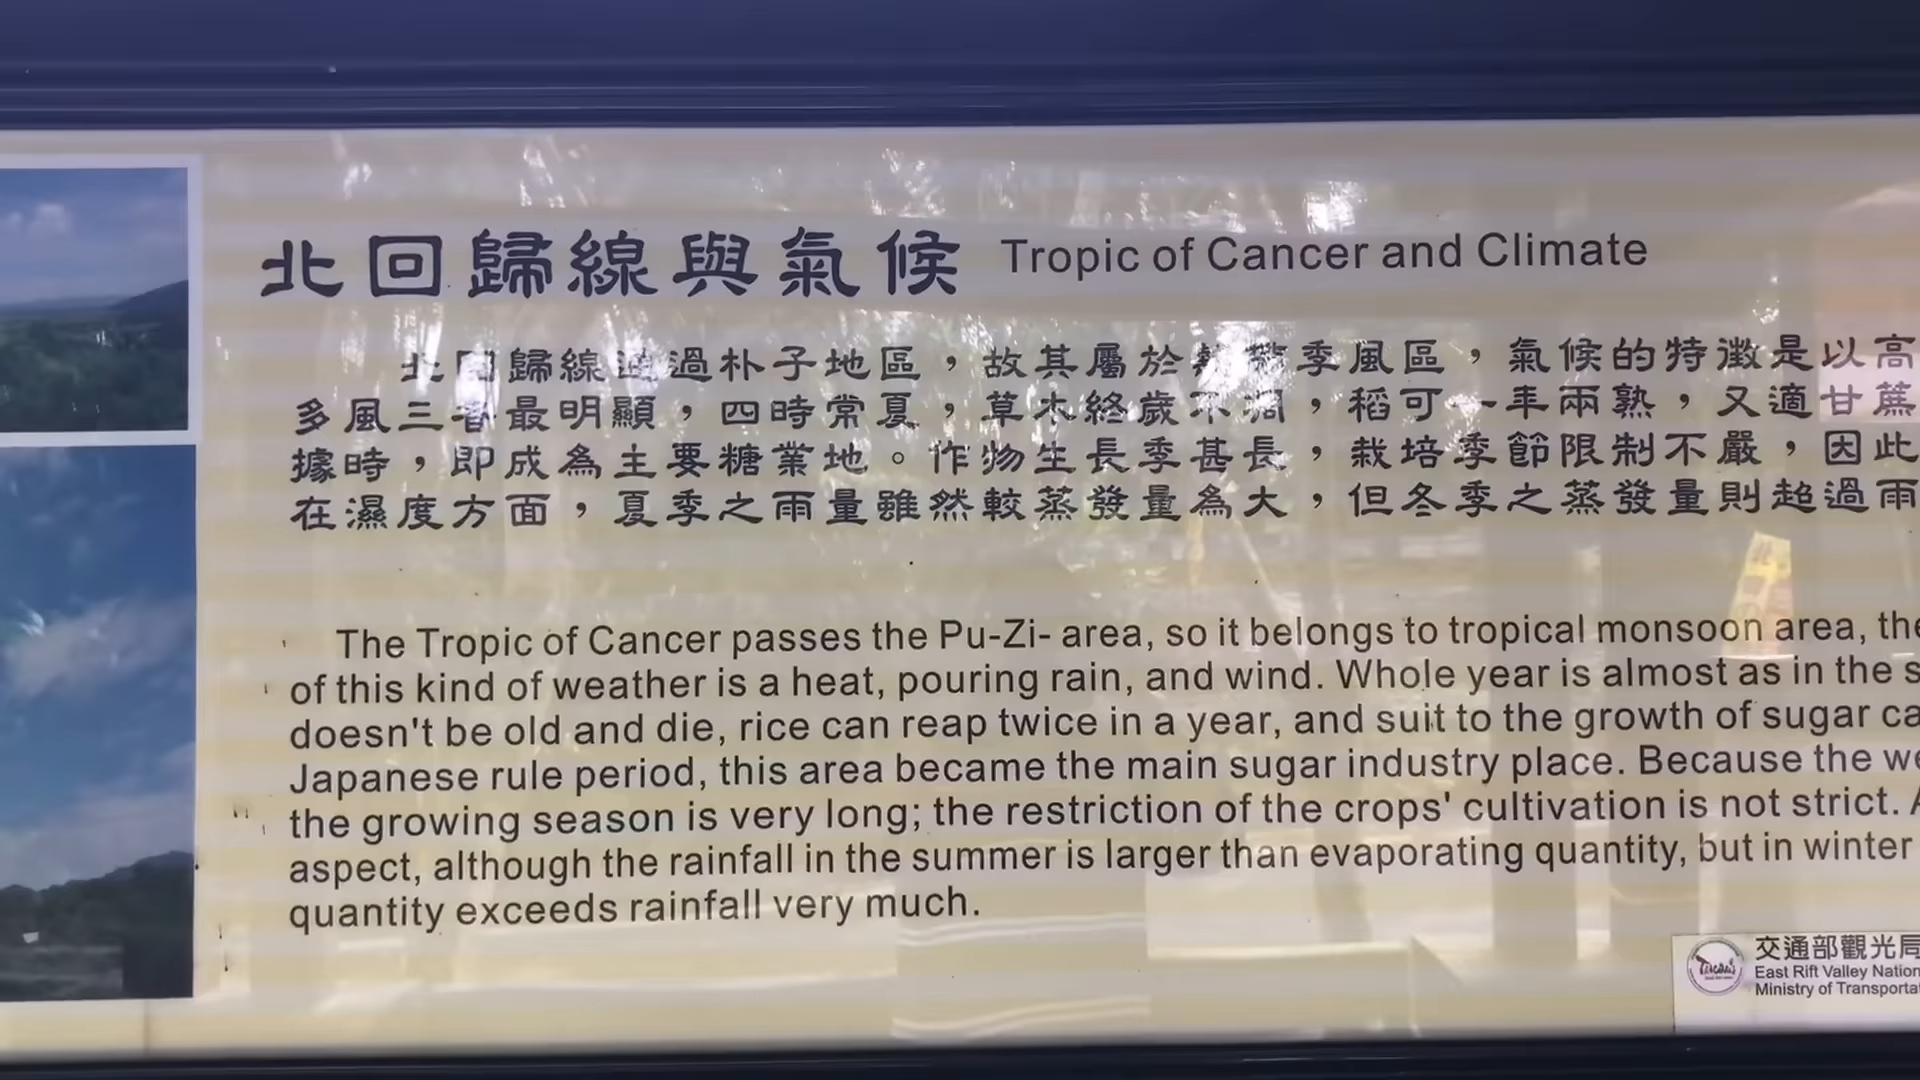 北回歸線與氣候 Tropic of Cancer and Climate
北回歸線通過朴子地區，故其屬於熱帶季風區，氣候的特徵是以高
多風三者最明顯，四時常夏，草木終歲不凋，稻可一年兩熟，又適甘蔗
據時，即成為主要糖業地。作物生長季甚長，栽培季節限制不嚴，因此
在濕度方面，夏季之雨量雖然較蒸發量為大，但冬季之蒸發量則超過雨
The Tropic of Cancer passes the Pu-Zi- area, so it belongs to tropical monsoon area, the
of this kind of weather is a heat, pouring rain, and wind. Whole year is almost as in the s
doesn't be old and die, rice can reap twice in a year, and suit to the growth of sugar ca
Japanese rule period, this area became the main sugar industry place. Because the we
the growing season is very long; the restriction of the crops' cultivation is not strict. A
aspect, although the rainfall in the summer is larger than evaporating quantity, but in winter
quantity exceeds rainfall very much.
交通部觀光局
East Rift Valley Nation
Ministry of Transporta